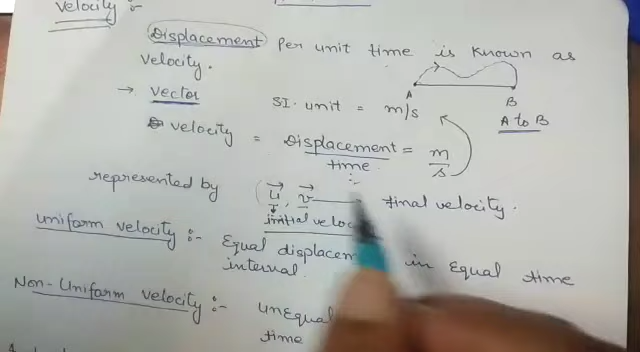 Velocity :-
Displacement Per unit time is known as
velocity.
→ vector
SI. unit = m/s
A
B
A to B
velocity = Displacement/time = m/s
represented by u, v final velocity.
initial
Uniform velocity :- Equal displacem in Equal time
interval.
Non-Uniform velocity :- unEqual
time